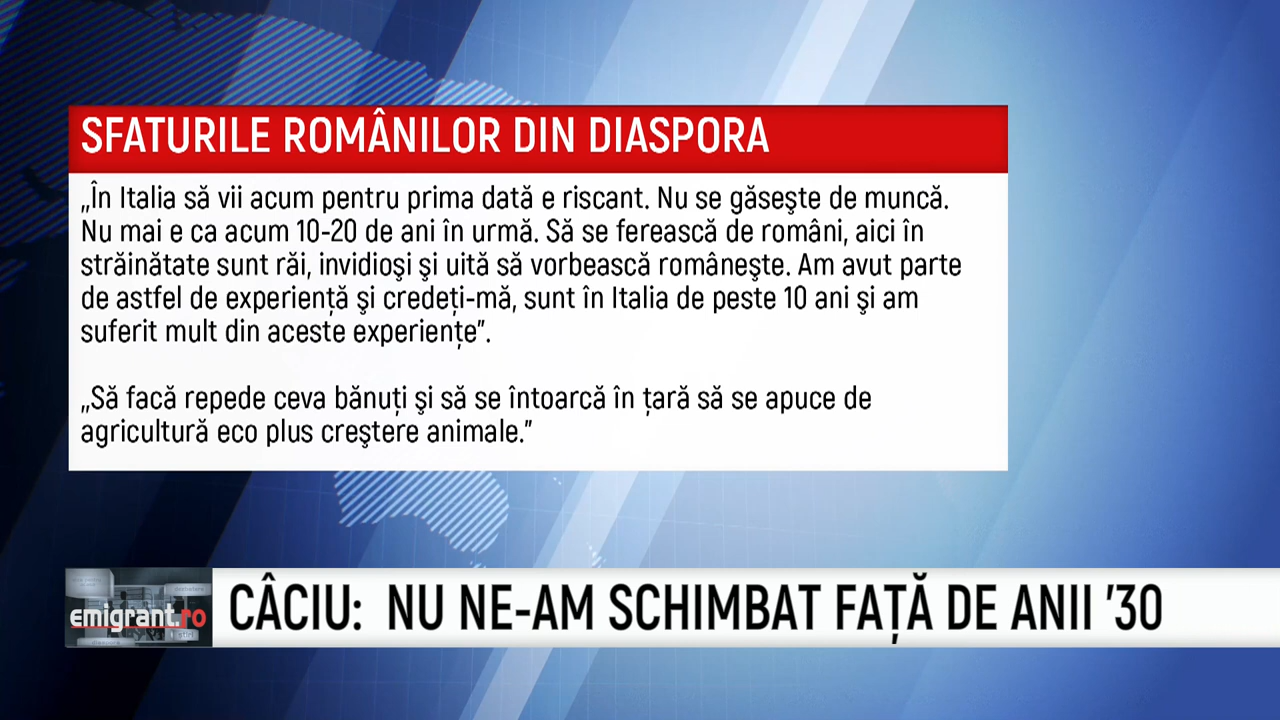 SFATURILE ROMÂNILOR DIN DIASPORA
„În Italia să vii acum pentru prima dată e riscant. Nu se găseşte de muncă.
Nu mai e ca acum 10-20 de ani în urmă. Să se ferească de români, aici în
străinătate sunt răi, invidioşi şi uită să vorbească româneşte. Am avut parte
de astfel de experiență şi credeți-mă, sunt în Italia de peste 10 ani şi am
suferit mult din aceste experiențe”.
„Să facă repede ceva bănuți şi să se întoarcă în țară să se apuce de
agricultură eco plus creştere animale.”
emigrant.ro
CÂCIU: NU NE-AM SCHIMBAT FAȚĂ DE ANII '30